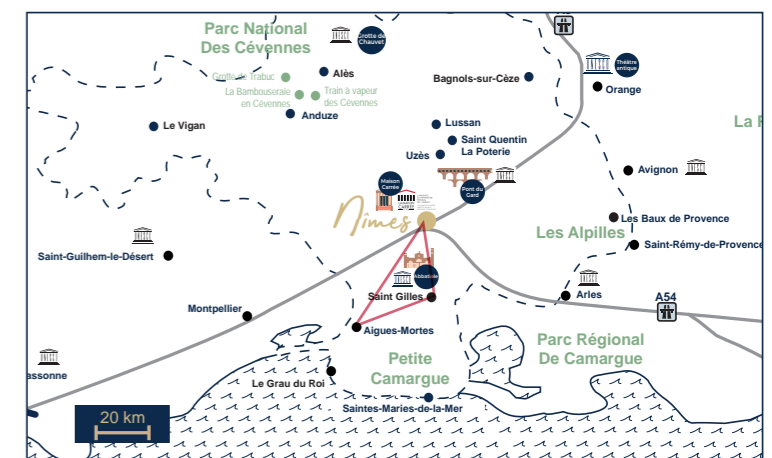 Parc National
Des Cévennes
Grotte de
Chauvet
Théâtre
antique
Grotte de Trabuc
Alès
Bagnols-sur-Cèze
Orange
La Bambouseraie
en Cévennes
Train à vapeur
des Cévennes
Anduze
Le Vigan
Lussan
Saint Quentin
La Poterie
Uzès
La
Avignon
Maison
Carrée
Pont du
Gard
Nîmes
Les Baux de Provence
Les Alpilles
Saint-Rémy-de-Provence
Saint-Guilhem-le-Désert
Abbatiale
Saint Gilles
Arles
A54
Montpellier
Aigues-Mortes
Parc Régional
De Camargue
assonne
Petite
Camargue
Le Grau du Roi
Saintes-Maries-de-la-Mer
20 km